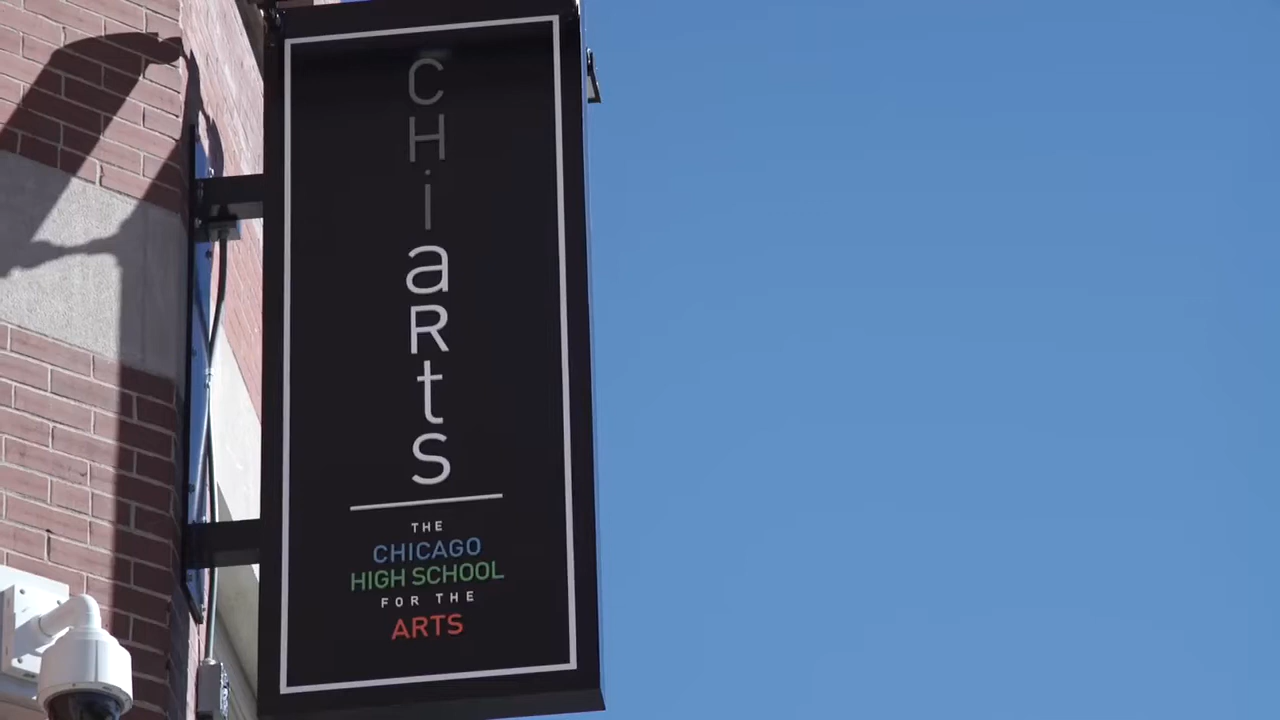 CHiaRts
THE
CHICAGO
HIGH SCHOOL
FOR THE
ARTS